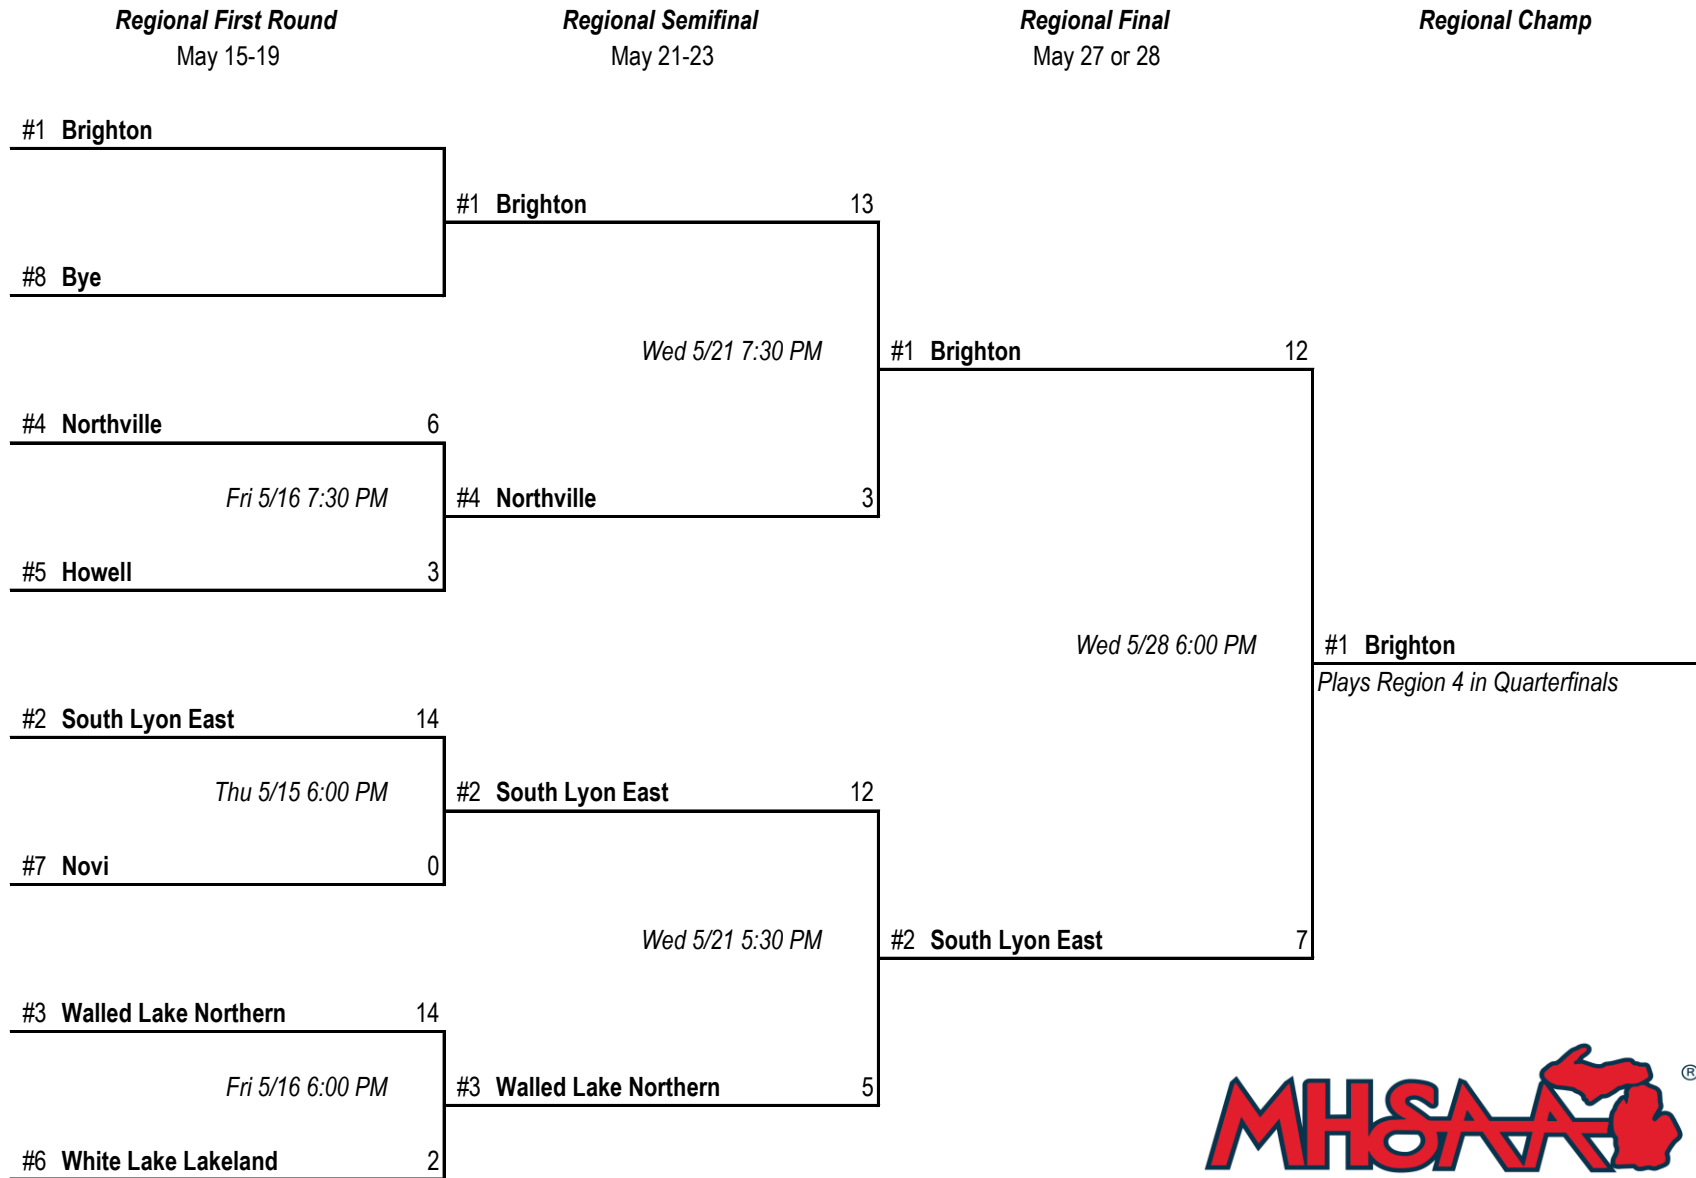 Regional First Round Regional Semifinal Regional Final Regional Champ
May 15-19 May 21-23 May 27 or 28
#1 Brighton
#1 Brighton 13
#8 Bye
Wed 5/21 7:30 PM #1 Brighton 12
#4 Northville 6
Fri 5/16 7:30 PM #4 Northville 3
#5 Howell 3
Wed 5/28 6:00 PM #1 Brighton
Plays Region 4 in Quarterfinals
#2 South Lyon East 14
Thu 5/15 6:00 PM #2 South Lyon East 12
#7 Novi 0
Wed 5/21 5:30 PM #2 South Lyon East 7
#3 Walled Lake Northern 14
Fri 5/16 6:00 PM #3 Walled Lake Northern 5
#6 White Lake Lakeland 2
MHSAA ®